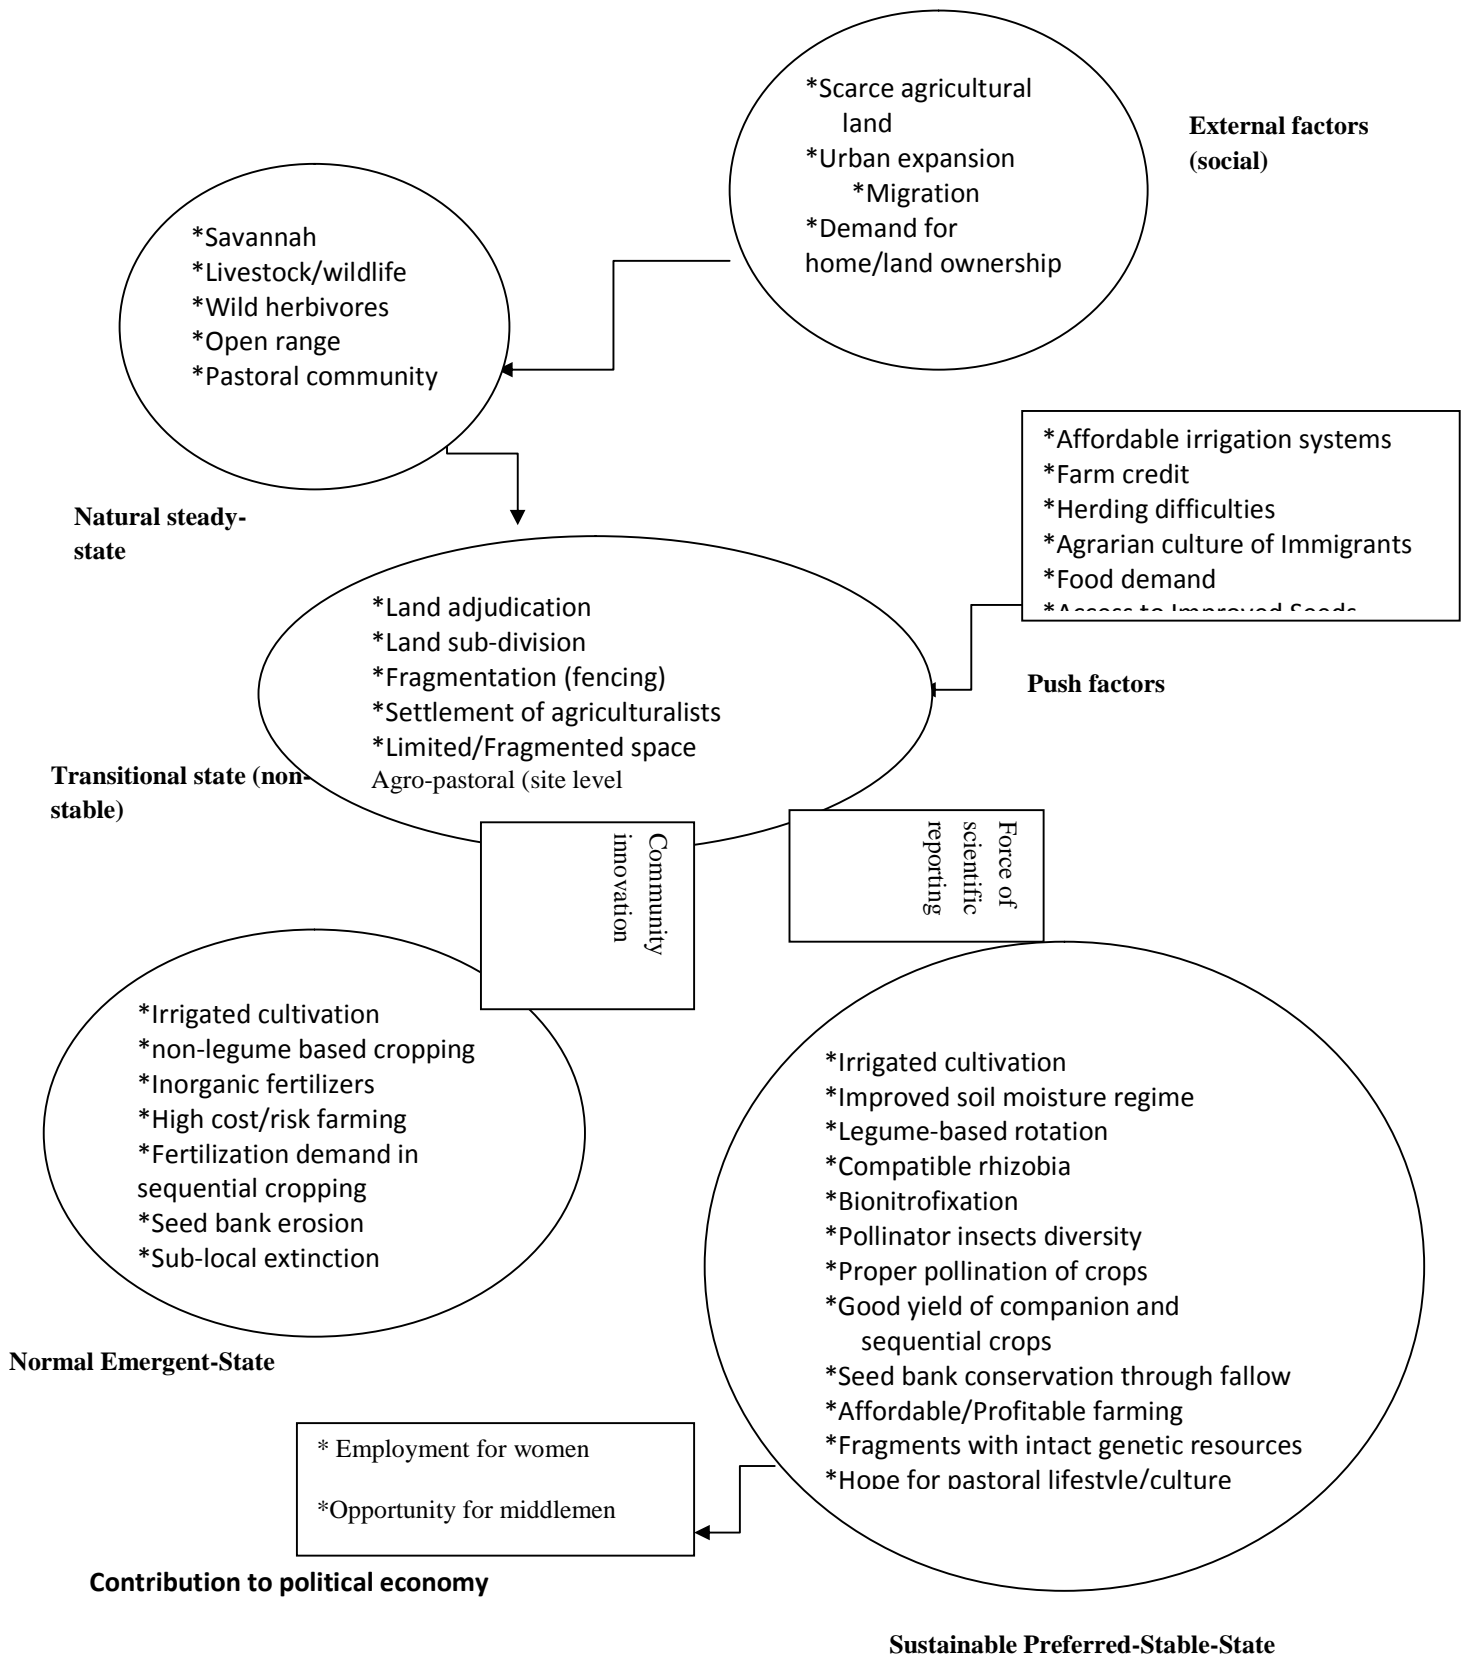 *Scarce agricultural
land
*Urban expansion
*Migration
*Demand for
home/land ownership
External factors
(social)
*Savannah
*Livestock/wildlife
*Wild herbivores
*Open range
*Pastoral community
Natural steady-
state
*Affordable irrigation systems
*Farm credit
*Herding difficulties
*Agrarian culture of Immigrants
*Food demand
*Access to Improved Seeds
Push factors
*Land adjudication
*Land sub-division
*Fragmentation (fencing)
*Settlement of agriculturalists
*Limited/Fragmented space
Agro-pastoral (site level
Transitional state (non-
stable)
Community
innovation
Force of
scientific
reporting
*Irrigated cultivation
*non-legume based cropping
*Inorganic fertilizers
*High cost/risk farming
*Fertilization demand in
sequential cropping
*Seed bank erosion
*Sub-local extinction
Normal Emergent-State
*Irrigated cultivation
*Improved soil moisture regime
*Legume-based rotation
*Compatible rhizobia
*Bionitrofixation
*Pollinator insects diversity
*Proper pollination of crops
*Good yield of companion and
sequential crops
*Seed bank conservation through fallow
*Affordable/Profitable farming
*Fragments with intact genetic resources
*Hope for pastoral lifestyle/culture
* Employment for women
*Opportunity for middlemen
Contribution to political economy
Sustainable Preferred-Stable-State